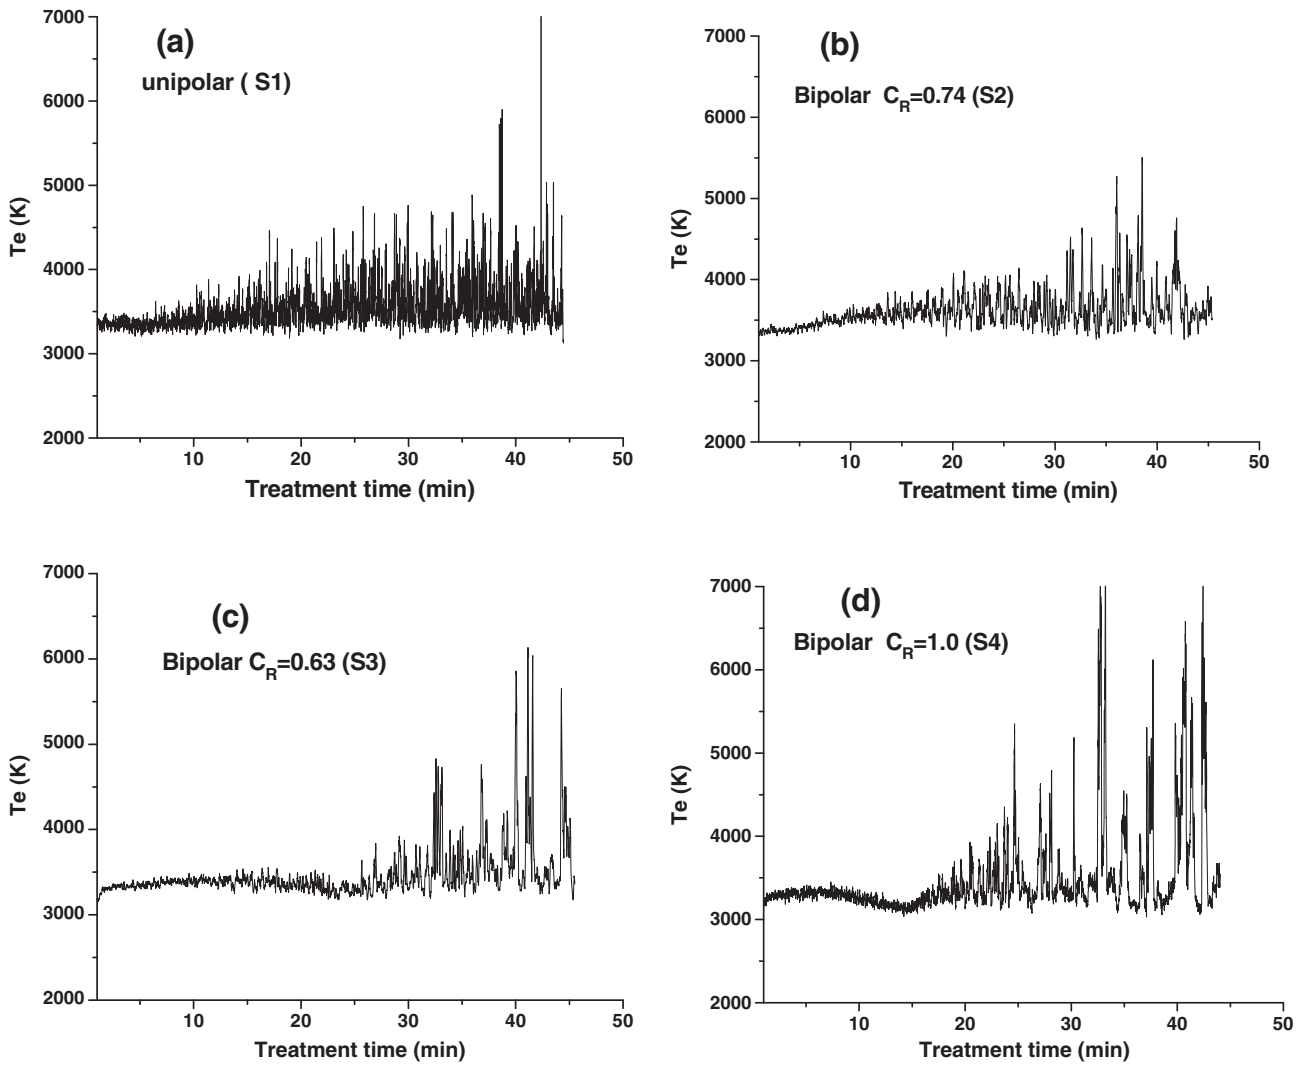 (a)
unipolar ( S1)
7000
6000
5000
4000
3000
2000
Te (K)
10 20 30 40 50
Treatment time (min)
(b)
Bipolar CR=0.74 (S2)
7000
6000
5000
4000
3000
2000
Te (K)
10 20 30 40 50
Treatment time (min)
(c)
Bipolar CR=0.63 (S3)
7000
6000
5000
4000
3000
2000
Te (K)
10 20 30 40 50
Treatment time (min)
(d)
Bipolar CR=1.0 (S4)
7000
6000
5000
4000
3000
2000
Te (K)
10 20 30 40 50
Treatment time (min)